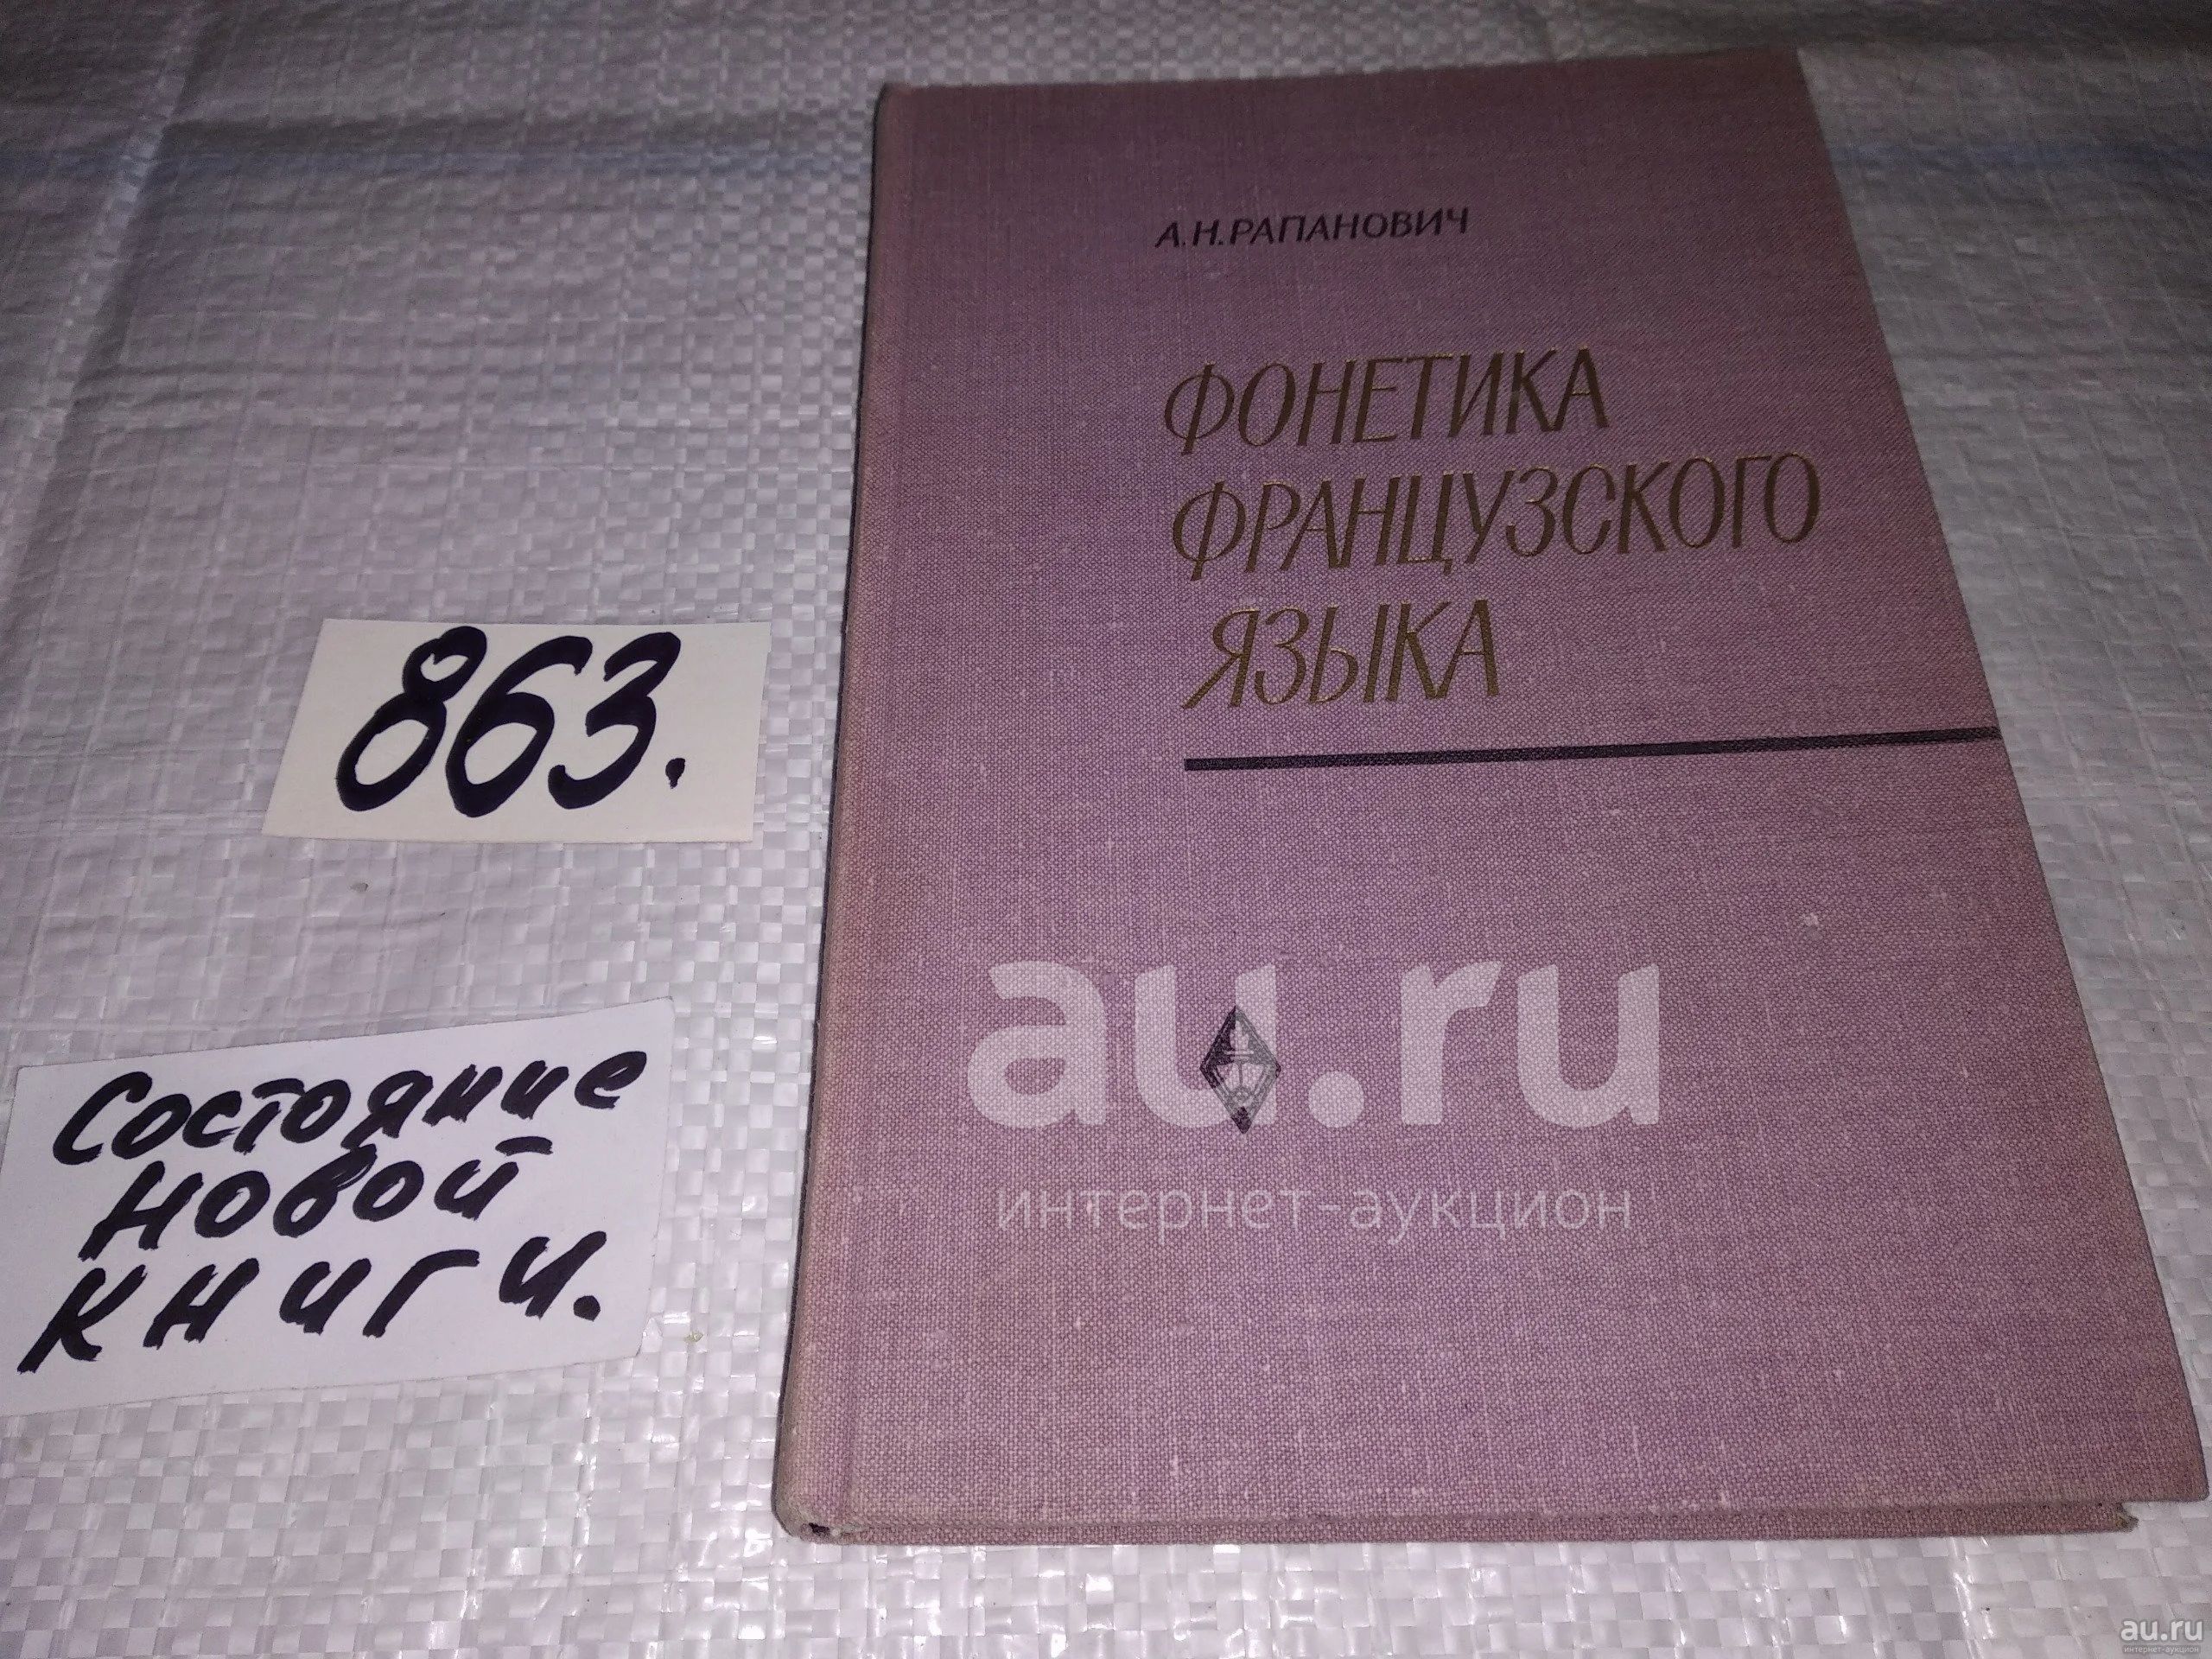 А.Н.РАПАНОВИЧ
ФОНЕТИКА
ФРАНЦУЗСКОГО
ЯЗЫКА
863.
Состояние
новой
книги.
au.ru
интернет-аукцион
au.ru
интернет-аукцион